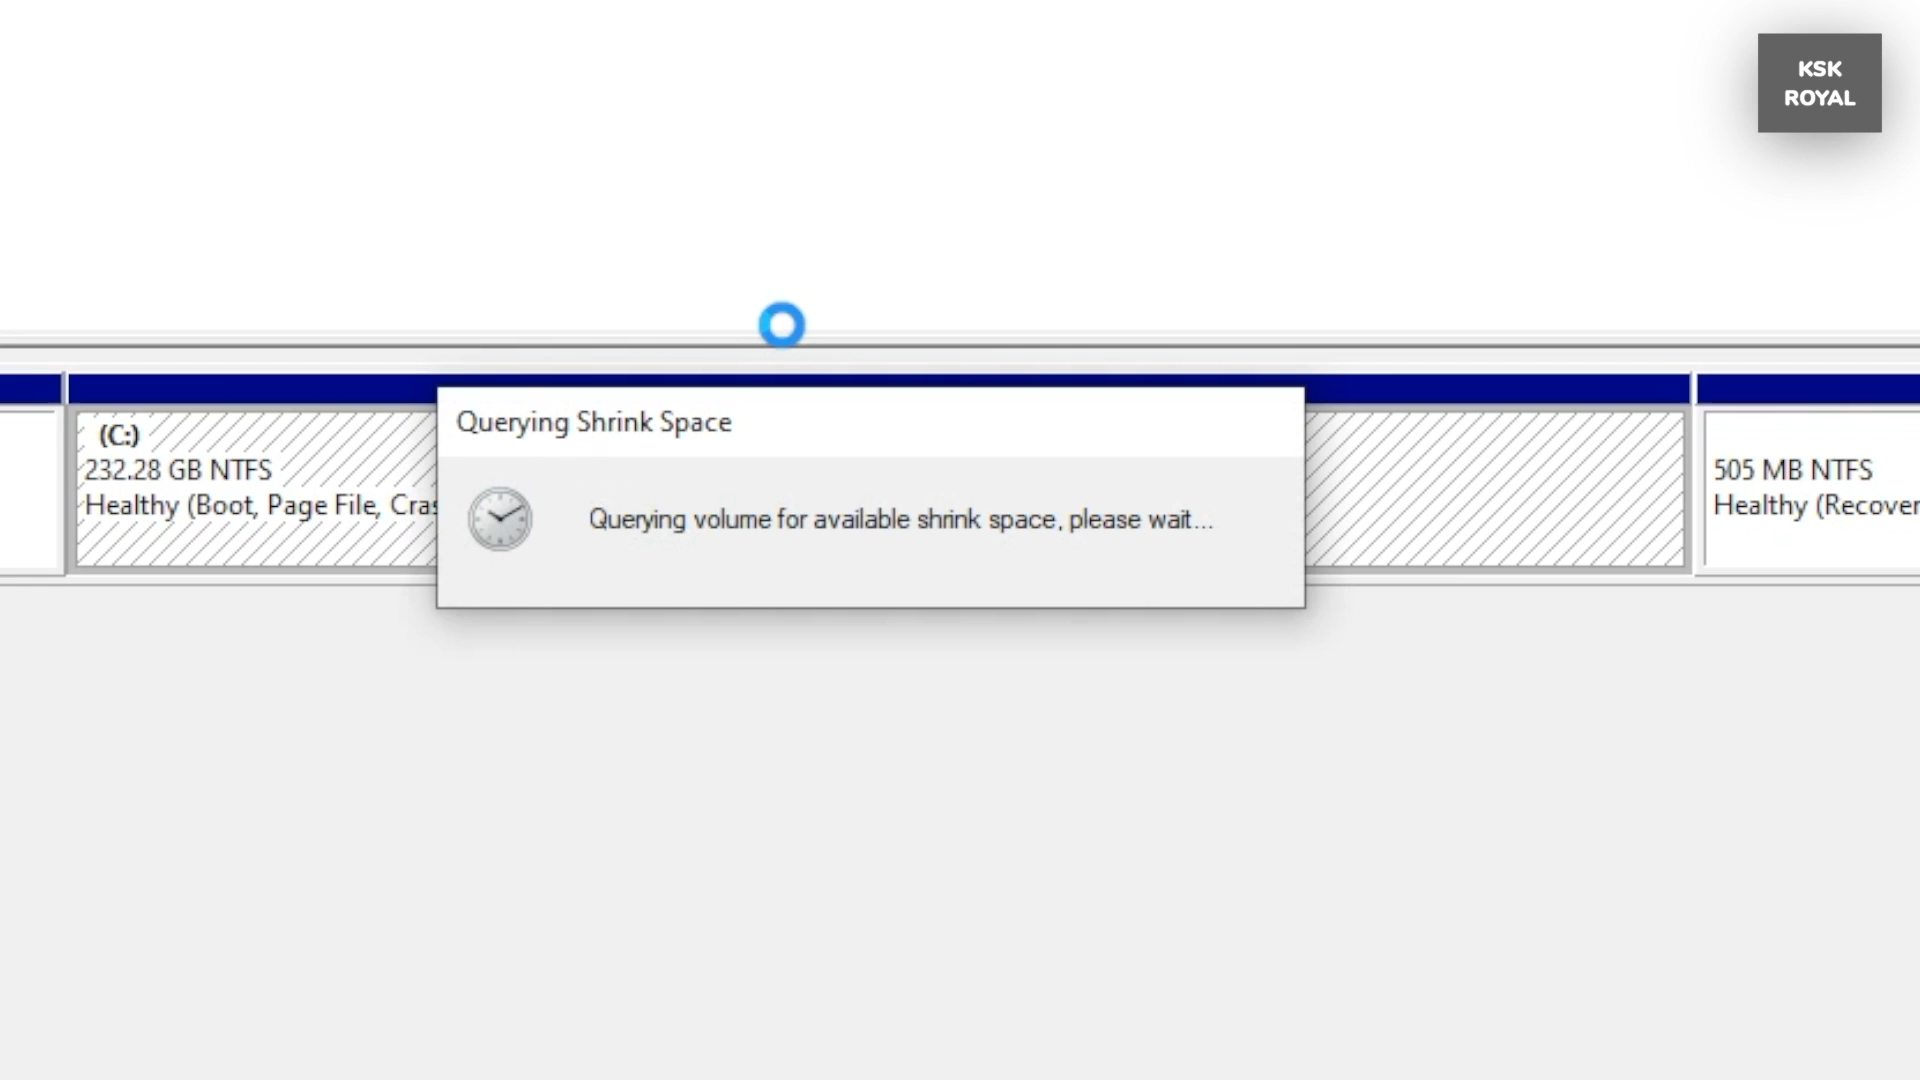 KSK
ROYAL
Querying Shrink Space
(C:)
232.28 GB NTFS
Healthy (Boot, Page File, Cras
Querying volume for available shrink space, please wait...
505 MB NTFS
Healthy (Recover